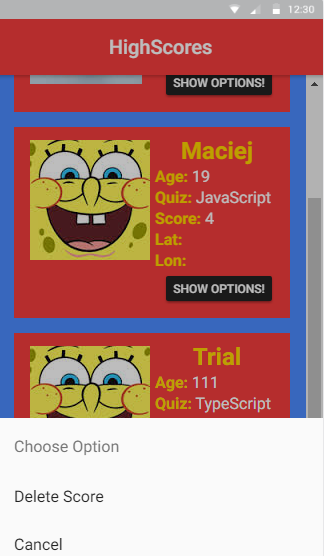 12:30
HighScores
SHOW OPTIONS!
Maciej
Age: 19
Quiz: JavaScript
Score: 4
Lat:
Lon:
SHOW OPTIONS!
Trial
Age: 111
Quiz: TypeScript
Choose Option
Delete Score
Cancel